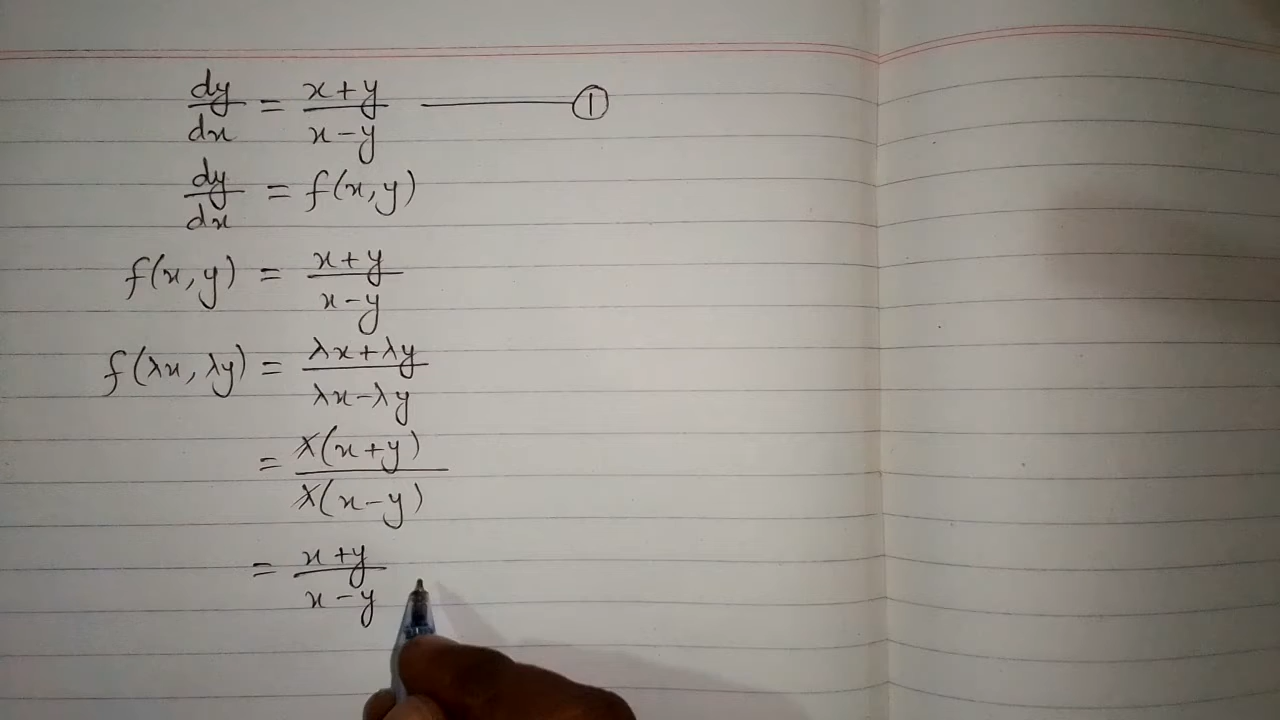 dy/dx = x+y/x-y ——— ①
dy/dx = f(x,y)
f(x,y) = x+y/x-y
f(λx, λy) = λx+λy/λx-λy
= λ(x+y)/λ(x-y)
= x+y/x-y